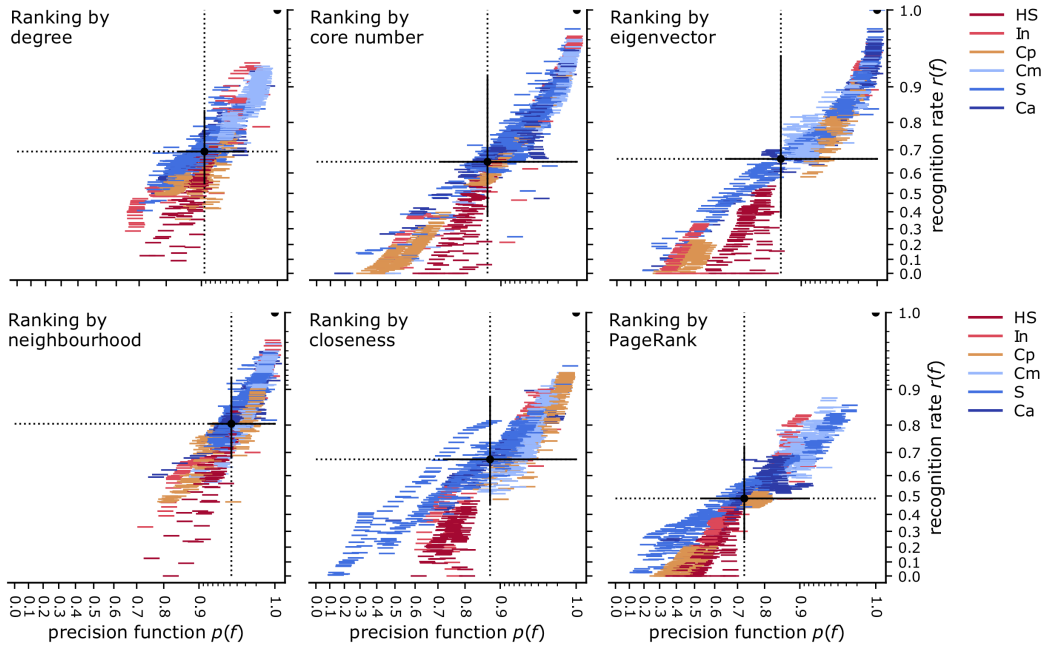 Ranking by
degree
Ranking by
core number
Ranking by
eigenvector
1.0
0.9
0.8
0.7
0.6
0.5
0.4
0.3
0.2
0.1
0.0
recognition rate r(f)
HS
In
Cp
Cm
S
Ca
Ranking by
neighbourhood
Ranking by
closeness
Ranking by
PageRank
1.0
0.9
0.8
0.7
0.6
0.5
0.4
0.3
0.2
0.1
0.0
recognition rate r(f)
HS
In
Cp
Cm
S
Ca
0.0 0.1 0.2 0.3 0.4 0.5 0.6 0.7 0.8 0.9 1.0
0.0 0.1 0.2 0.3 0.4 0.5 0.6 0.7 0.8 0.9 1.0
0.0 0.1 0.2 0.3 0.4 0.5 0.6 0.7 0.8 0.9 1.0
precision function p(f)
precision function p(f)
precision function p(f)